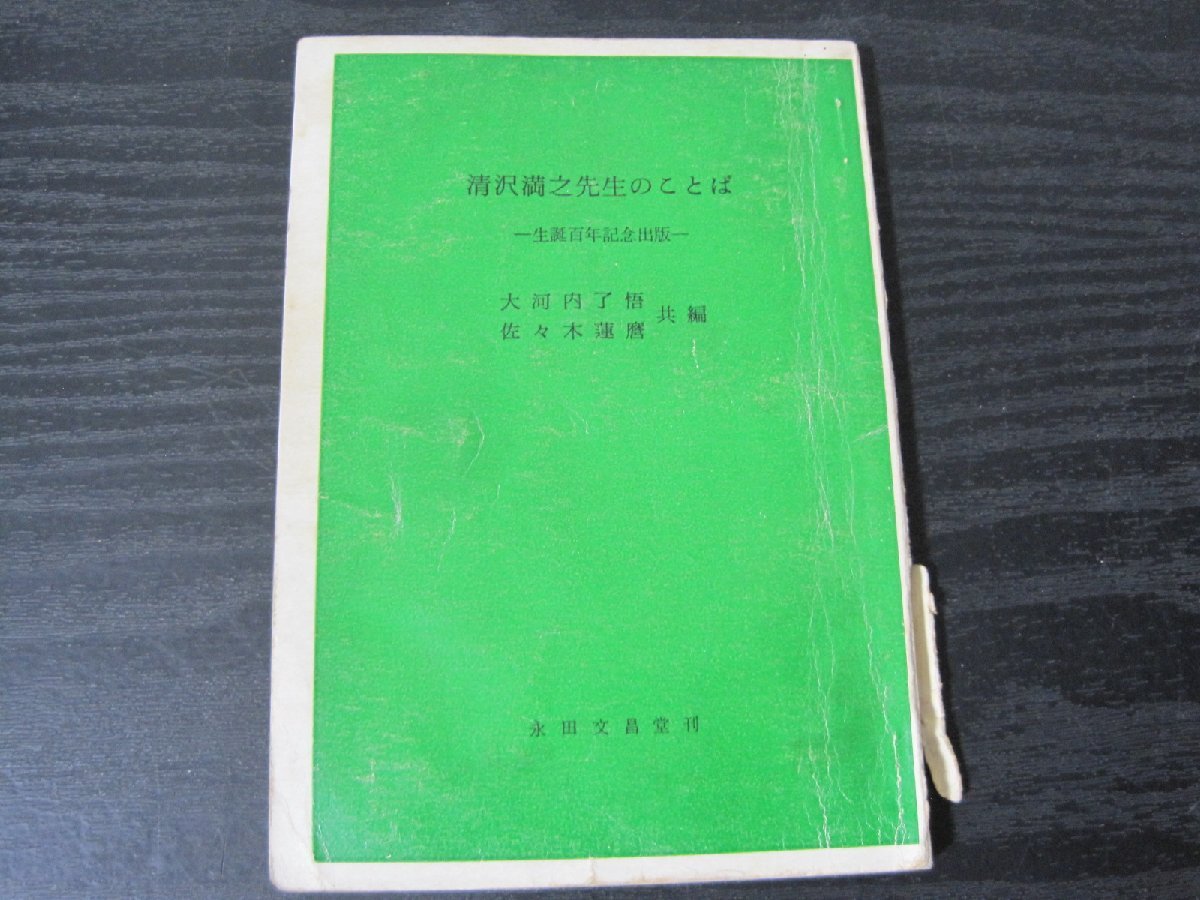 清沢満之先生のことば
―生誕百年記念出版―
大河内了悟
佐々木蓮麿
共編
永田文昌堂刊